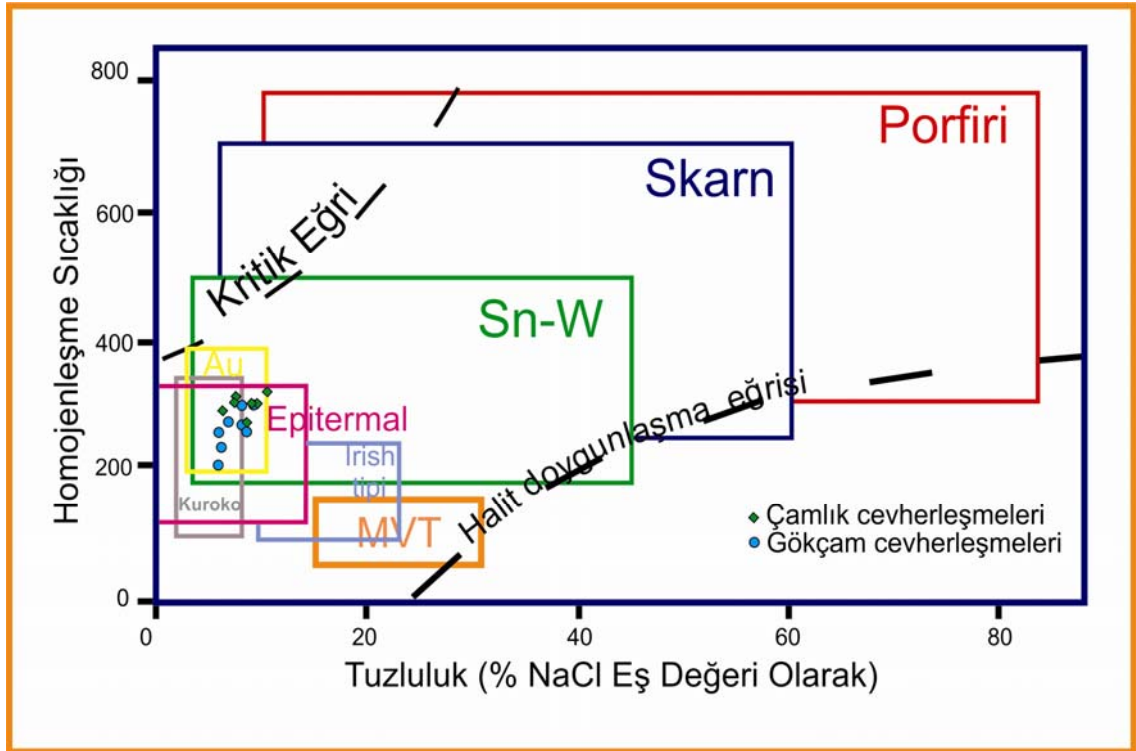 800
600
400
200
0
Homojenleşme Sıcaklığı
Porfiri
Skarn
Kritik Eğri
Sn-W
Au
Epitermal
Irish
tipi
Kuroko
MVT
Halit doygunlaşma eğrisi
Çamlık cevherleşmeleri
Gökçam cevherleşmeleri
0
20
40
60
80
Tuzluluk (% NaCl Eş Değeri Olarak)